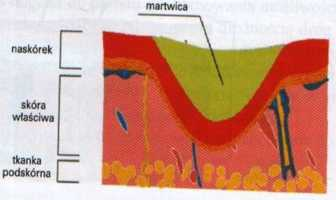 martwica
naskórek
skóra
właściwa
tkanka
podskórna